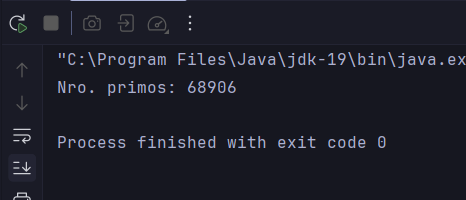 "C:\Program Files\Java\jdk-19\bin\java.ex
Nro. primos: 68906
Process finished with exit code 0